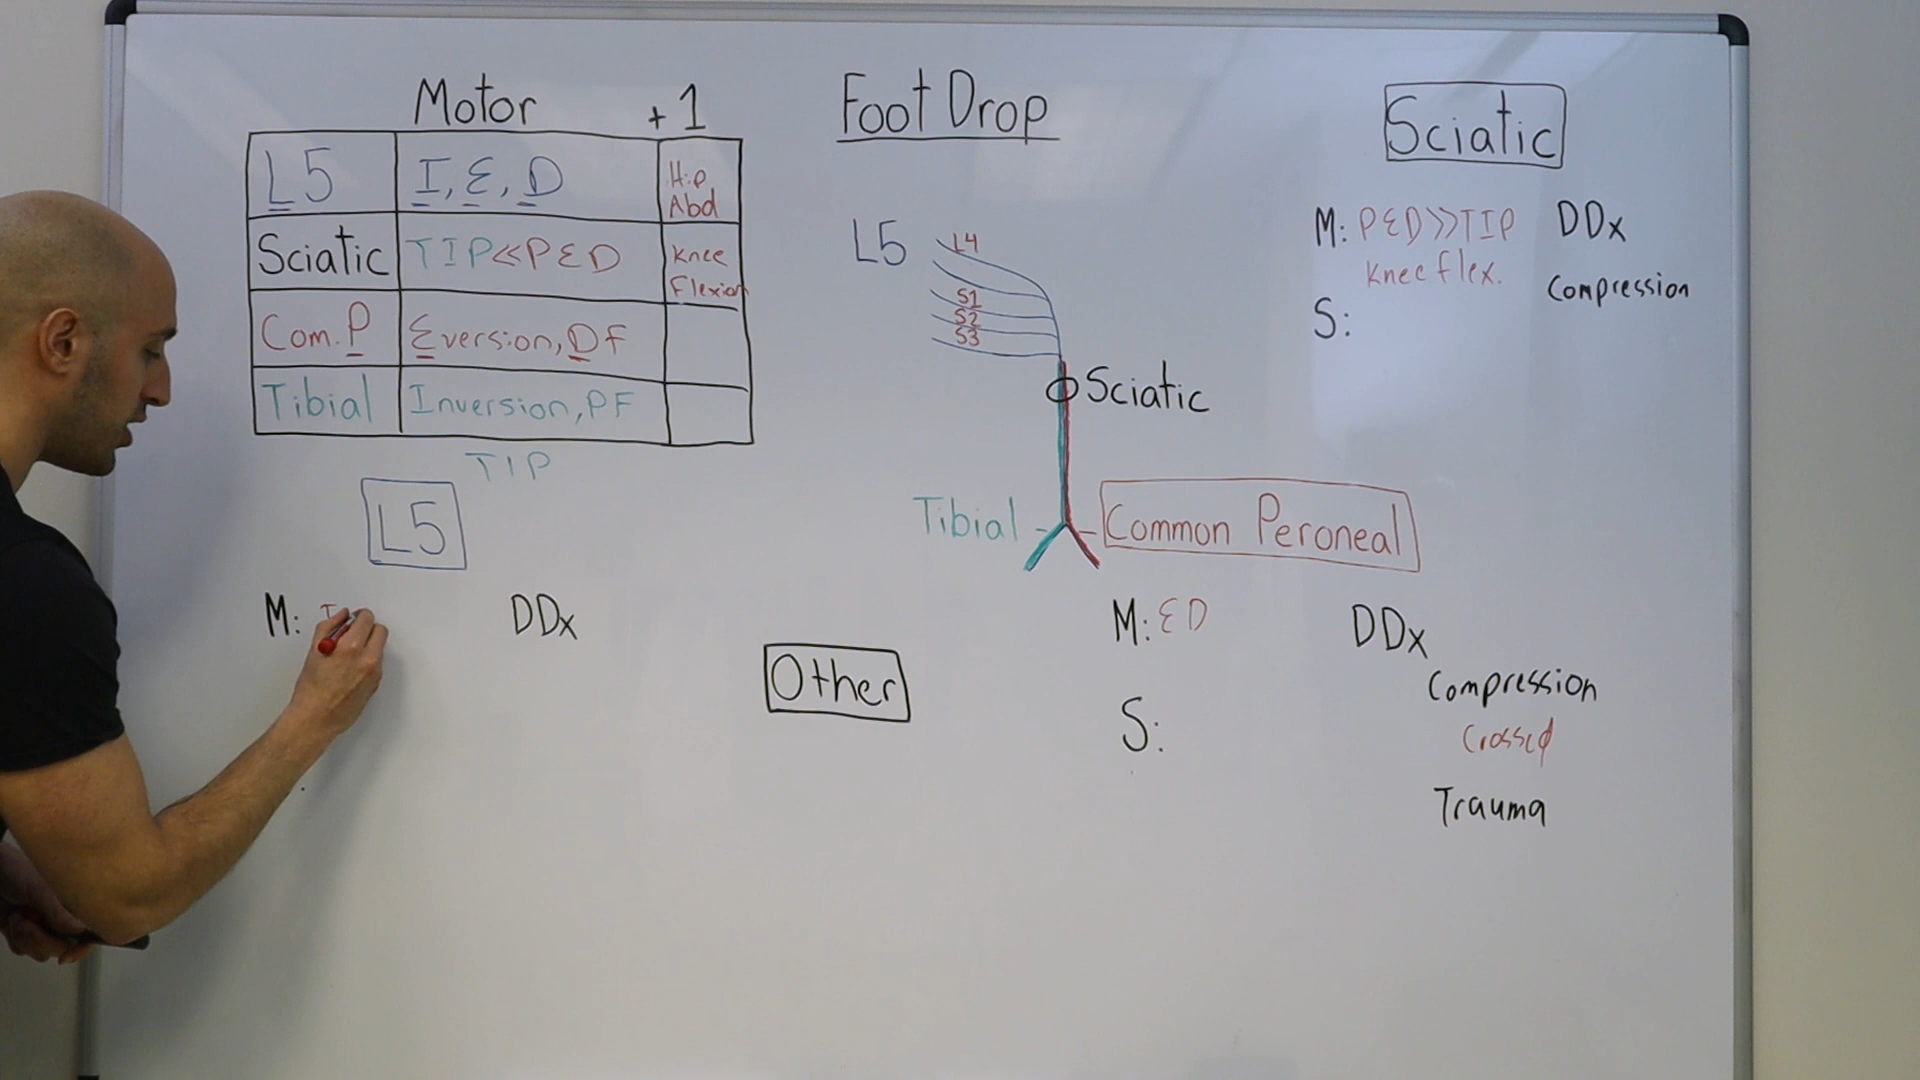 Motor +1
L5 I, E, D Hip Abd
Sciatic TIP<<PED Knee Flexion
Com. P Eversion, DF
Tibial Inversion, PF
TIP
L5
M: I
DDx
Foot Drop
L5
L4
S1
S2
S3
Sciatic
Tibial
Common Peroneal
Other
M: ED
S:
DDx
Compression
Crossed
Trauma
Sciatic
M: PED>>TIP
Knee flex.
S:
DDx
Compression